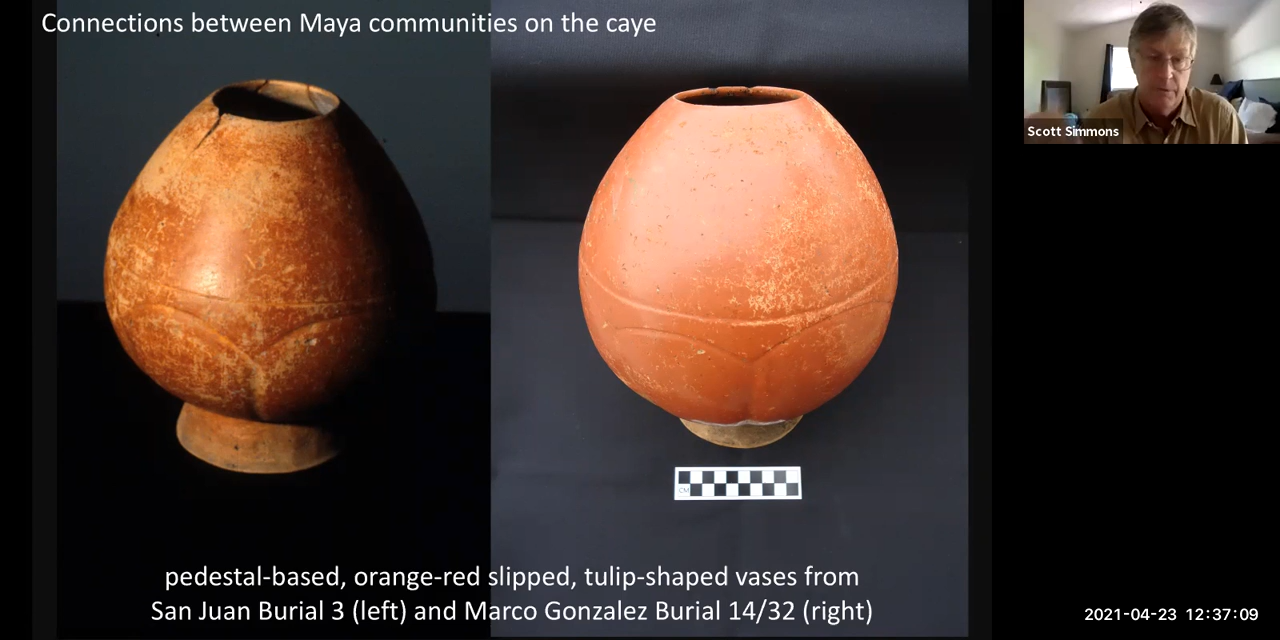 Connections between Maya communities on the caye
Scott Simmons
CM
pedestal-based, orange-red slipped, tulip-shaped vases from
San Juan Burial 3 (left) and Marco Gonzalez Burial 14/32 (right)
2021-04-23 12:37:09